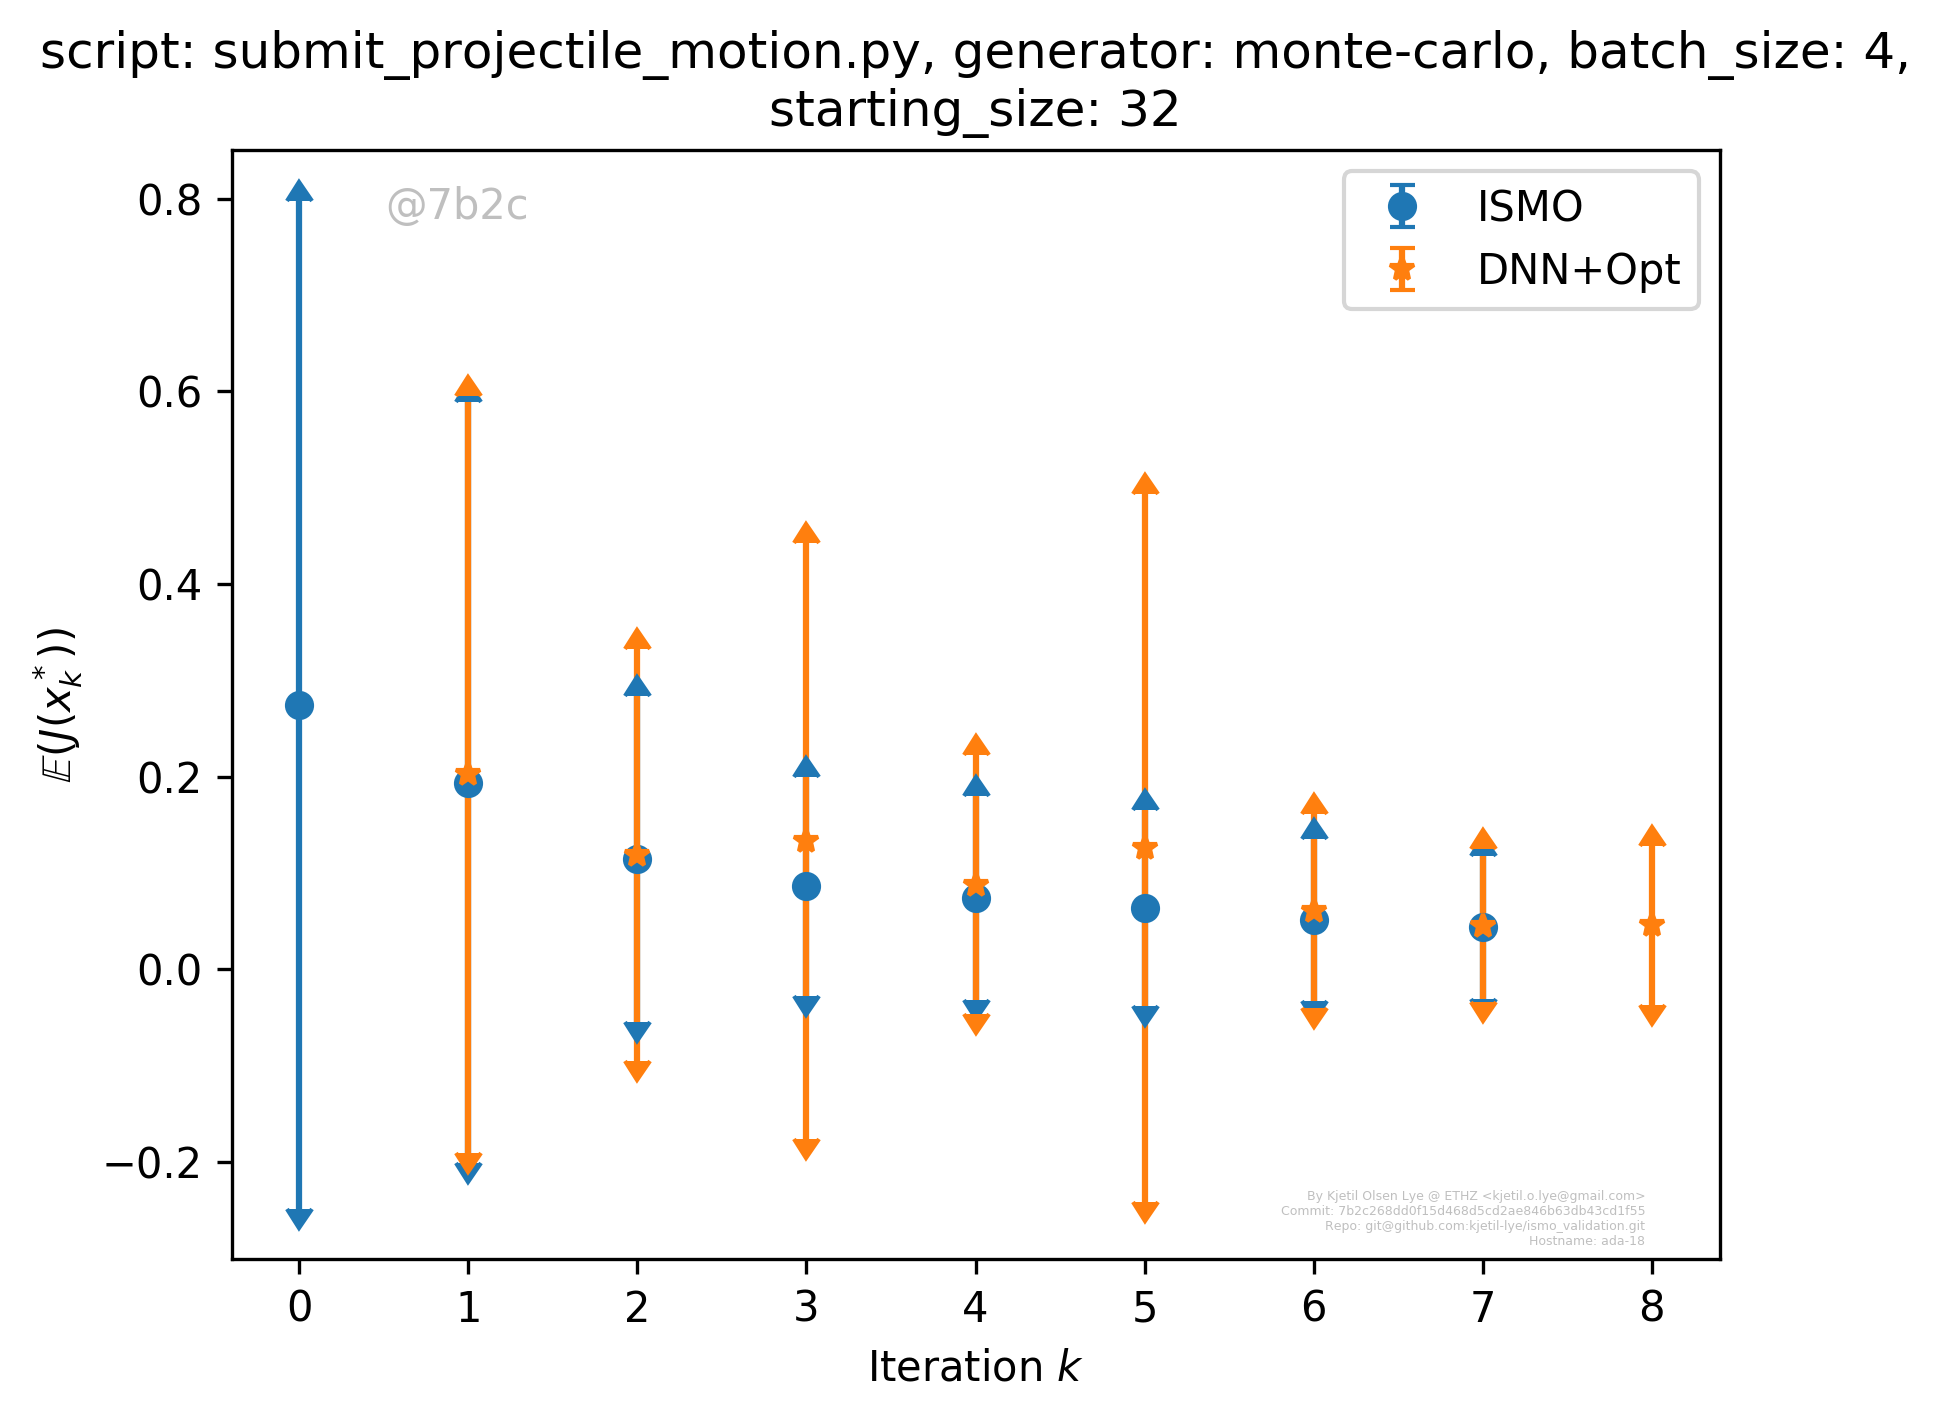 script: submit_projectile_motion.py, generator: monte-carlo, batch_size: 4,
starting_size: 32
@7b2c
ISMO
DNN+Opt
0.8
0.6
0.4
0.2
0.0
−0.2
𝔼(J(x*k))
0 1 2 3 4 5 6 7 8
Iteration k
By Kjetil Olsen Lye @ ETHZ <kjetil.o.lye@gmail.com>
Commit: 7b2c268dd0f15d468d5cd2ae846b63db43cd1f55
Repo: git@github.com:kjetil-lye/ismo_validation.git
Hostname: ada-18